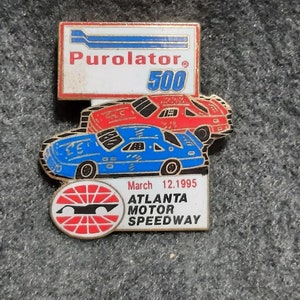 Purolator®
500
March 12.1995
ATLANTA
MOTOR
SPEEDWAY